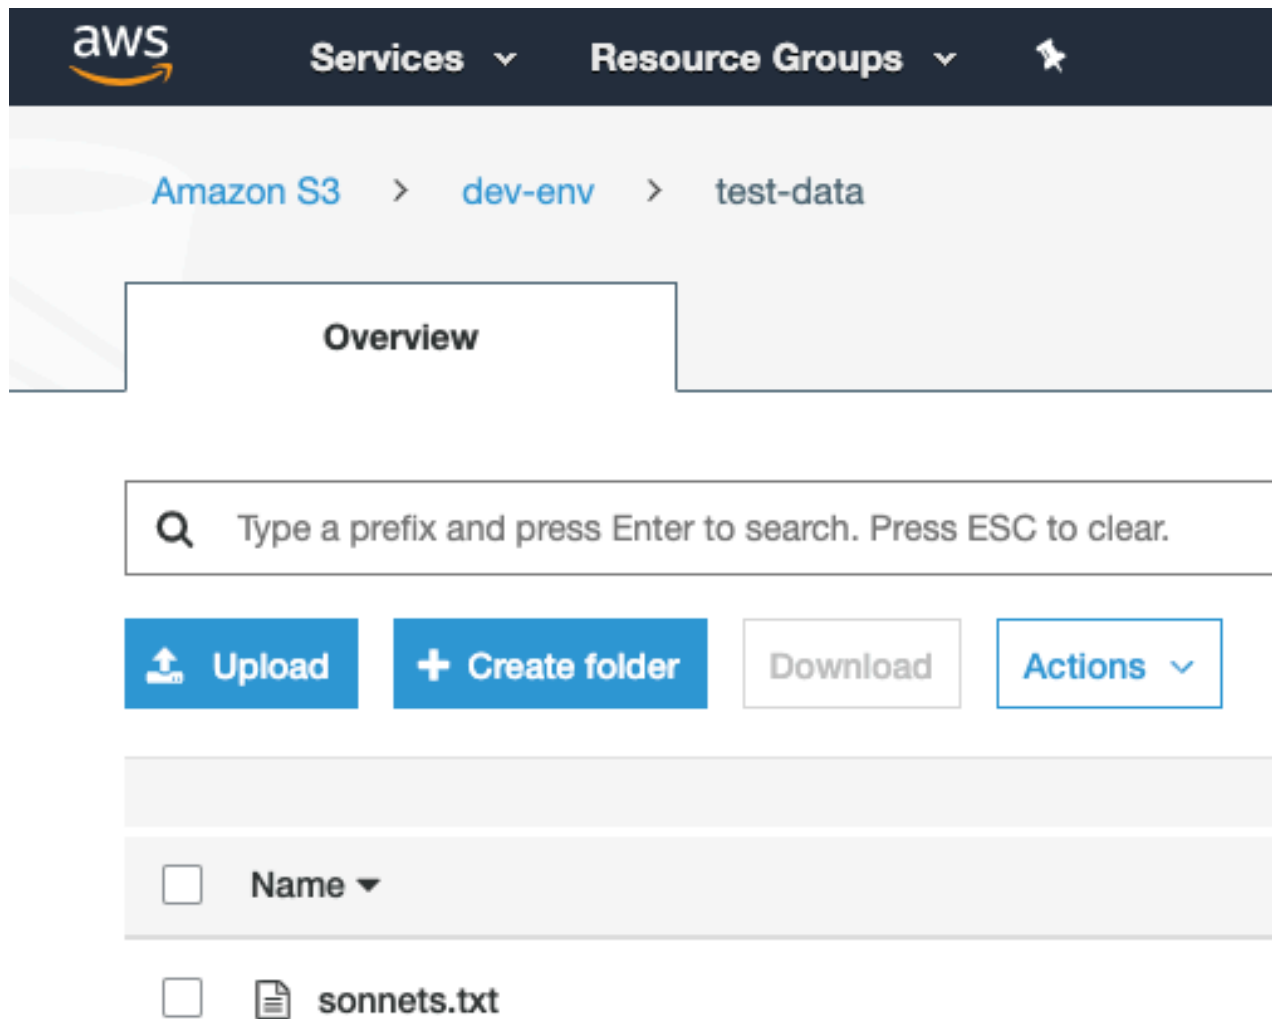 aws Services Resource Groups
Amazon S3 > dev-env > test-data
Overview
Type a prefix and press Enter to search. Press ESC to clear.
Upload + Create folder Download Actions
Name
sonnets.txt